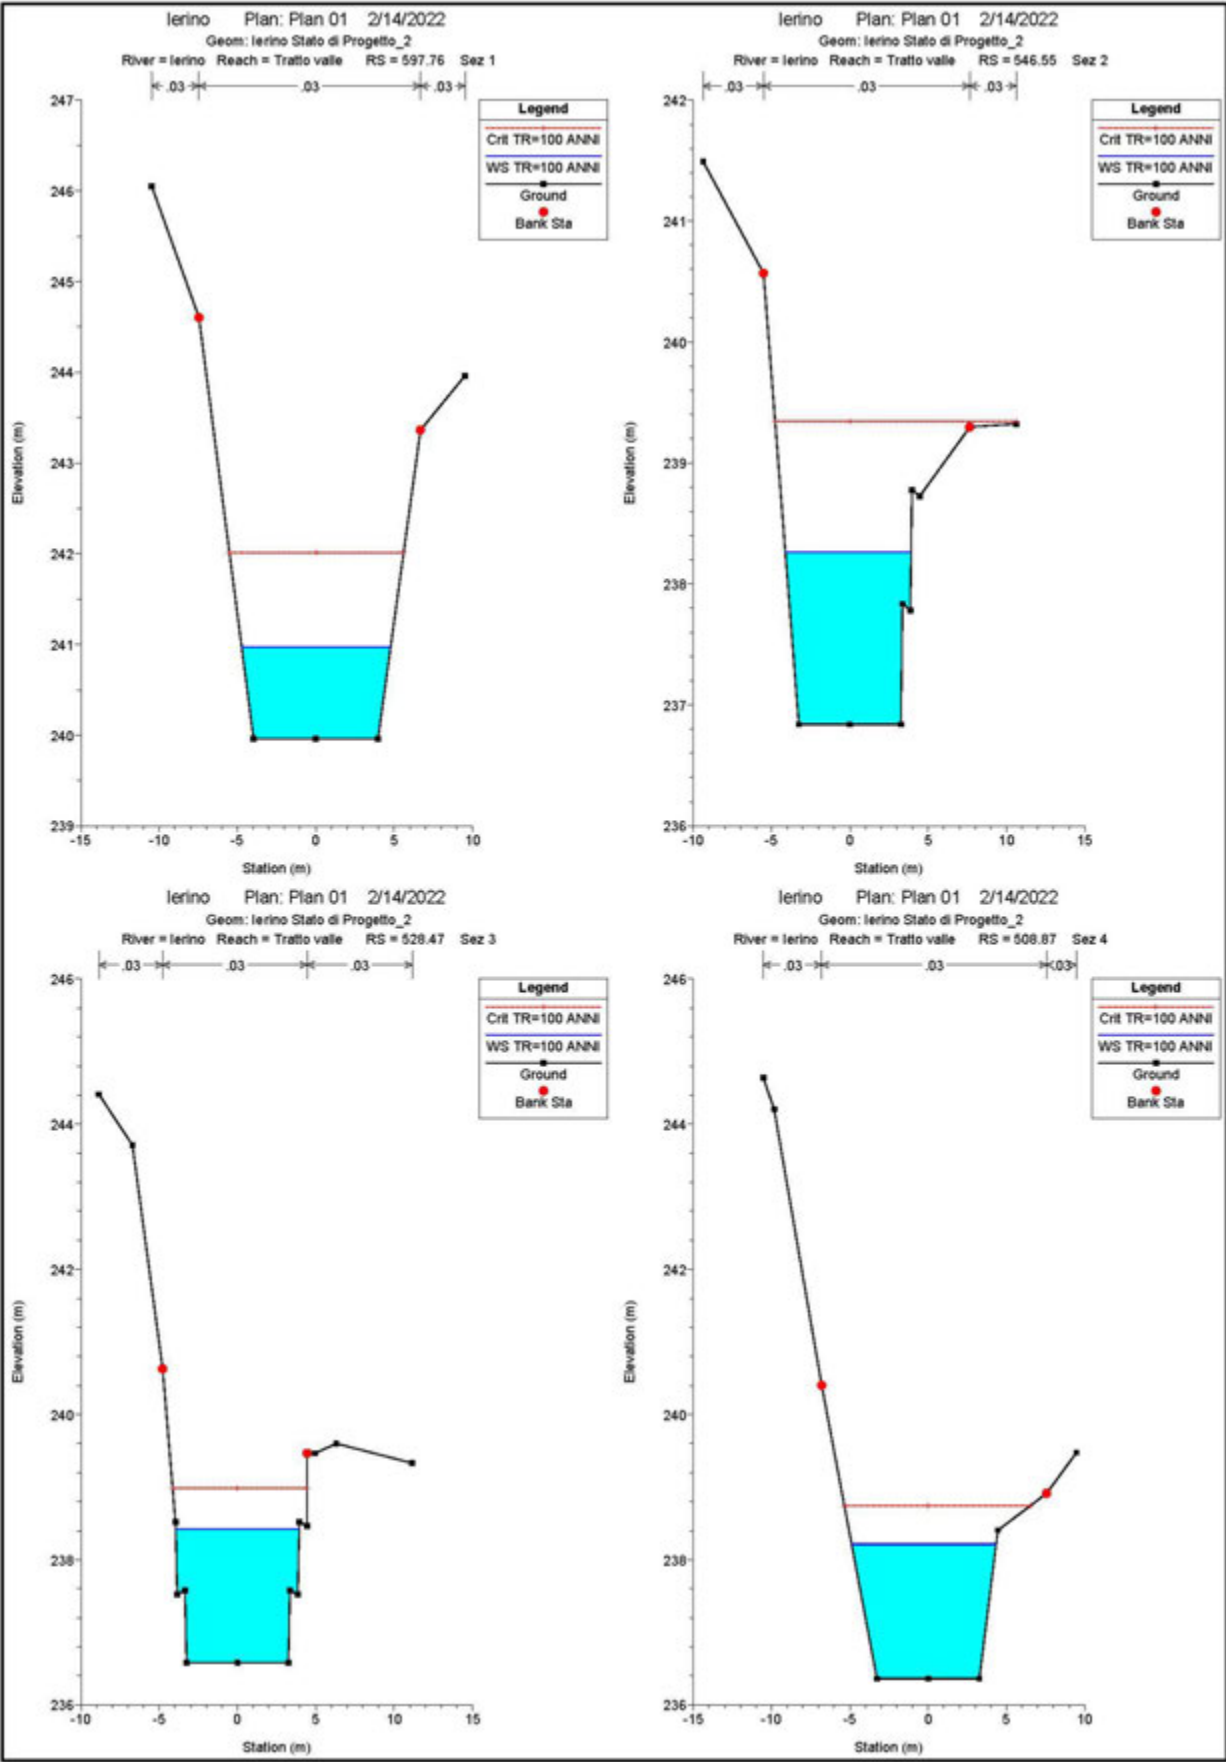 Ierino Plan: Plan 01 2/14/2022
Geom: Ierino Stato di Progetto_2
River = Ierino Reach = Tratto valle RS = 597.76 Sez 1
.03 .03 .03
Legend
Crit TR=100 ANNI
WS TR=100 ANNI
Ground
Bank Sta
247
246
245
244
243
242
241
240
239
Elevation (m)
-15 -10 -5 0 5 10
Station (m)
Ierino Plan: Plan 01 2/14/2022
Geom: Ierino Stato di Progetto_2
River = Ierino Reach = Tratto valle RS = 546.55 Sez 2
.03 .03 .03
Legend
Crit TR=100 ANNI
WS TR=100 ANNI
Ground
Bank Sta
242
241
240
239
238
237
236
Elevation (m)
-10 -5 0 5 10 15
Station (m)
Ierino Plan: Plan 01 2/14/2022
Geom: Ierino Stato di Progetto_2
River = Ierino Reach = Tratto valle RS = 528.47 Sez 3
.03 .03 .03
Legend
Crit TR=100 ANNI
WS TR=100 ANNI
Ground
Bank Sta
246
244
242
240
238
236
Elevation (m)
-10 -5 0 5 10 15
Station (m)
Ierino Plan: Plan 01 2/14/2022
Geom: Ierino Stato di Progetto_2
River = Ierino Reach = Tratto valle RS = 508.87 Sez 4
.03 .03 .03
Legend
Crit TR=100 ANNI
WS TR=100 ANNI
Ground
Bank Sta
246
244
242
240
238
236
Elevation (m)
-15 -10 -5 0 5 10
Station (m)